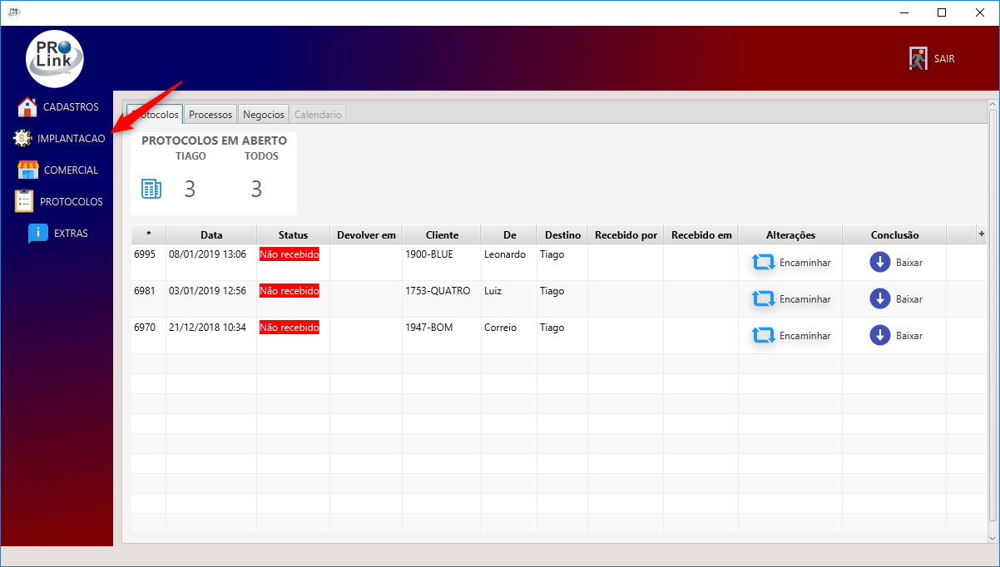 PRO
Link
SAIR
CADASTROS
IMPLANTACAO
COMERCIAL
PROTOCOLOS
EXTRAS
Processos Negocios Calendario
PROTOCOLOS EM ABERTO
TIAGO TODOS
3 3
* Data Status Devolver em Cliente De Destino Recebido por Recebido em Alterações Conclusão +
6995 08/01/2019 13:06 Não recebido 1900-BLUE Leonardo Tiago Encaminhar Baixar
6981 03/01/2019 12:56 Não recebido 1753-QUATRO Luiz Tiago Encaminhar Baixar
6970 21/12/2018 10:34 Não recebido 1947-BOM Correio Tiago Encaminhar Baixar